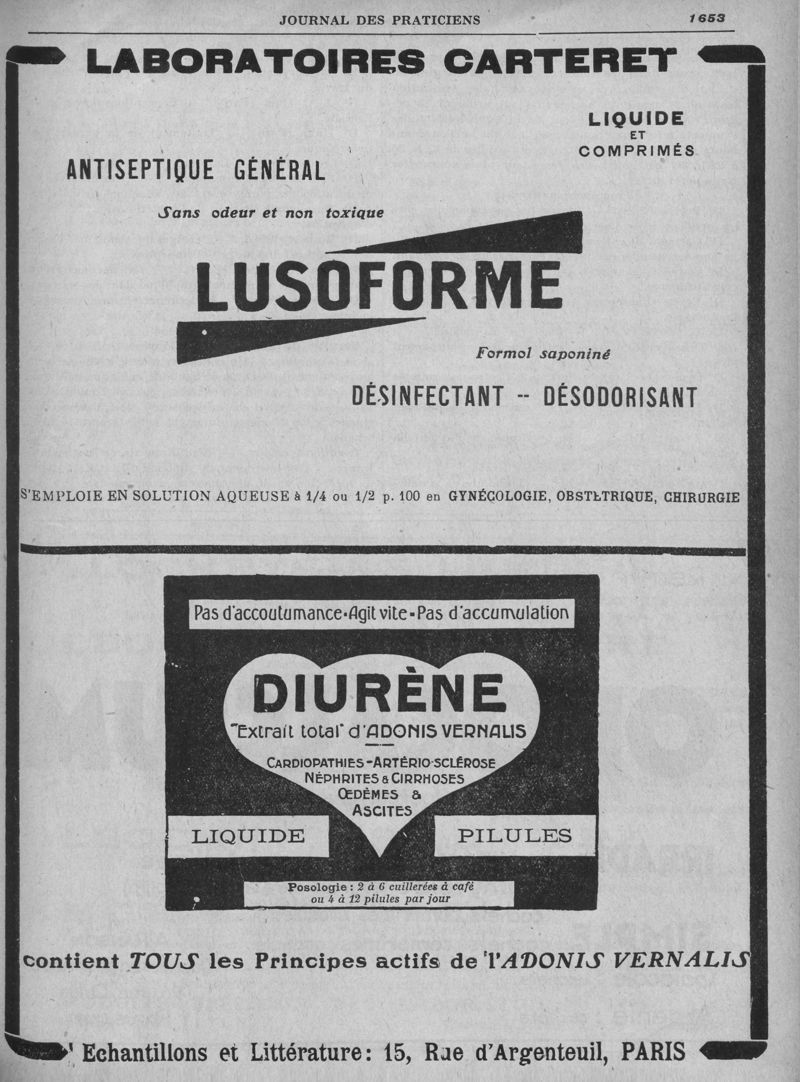 JOURNAL DES PRATICIENS 1653
LABORATOIRES CARTERET
LIQUIDE
ET
COMPRIMÉS
ANTISEPTIQUE GÉNÉRAL
Sans odeur et non toxique
LUSOFORME
Formol saponiné
DÉSINFECTANT -- DÉSODORISANT
S'EMPLOIE EN SOLUTION AQUEUSE à 1/4 ou 1/2 p. 100 en GYNÉCOLOGIE, OBSTÉTRIQUE, CHIRURGIE
Pas d'accoutumance-Agit vite-Pas d'accumulation
DIURÈNE
"Extrait total" d'ADONIS VERNALIS
CARDIOPATHIES-ARTÉRIO-SCLÉROSE
NÉPHRITES & CIRRHOSES
ŒDÈMES &
ASCITES
LIQUIDE PILULES
Posologie : 2 à 6 cuillerées à café
ou 4 à 12 pilules par jour
contient TOUS les Principes actifs de l'ADONIS VERNALIS
Echantillons et Littérature: 15, Rue d'Argenteuil, PARIS